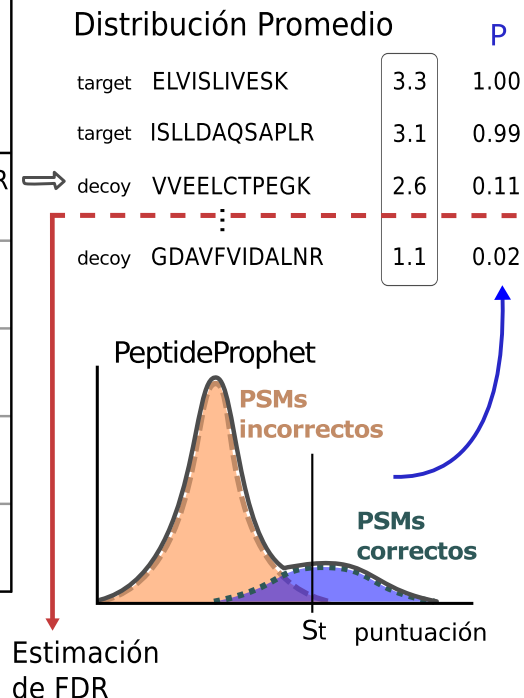 Distribución Promedio
P
target ELVISLIVESK 3.3 1.00
target ISLLDAQSAPLR 3.1 0.99
R
decoy VVEELCTPEGK 2.6 0.11
decoy GDAVFVIDALNR 1.1 0.02
PeptideProphet
PSMs
incorrectos
PSMs
correctos
St puntuación
Estimación
de FDR